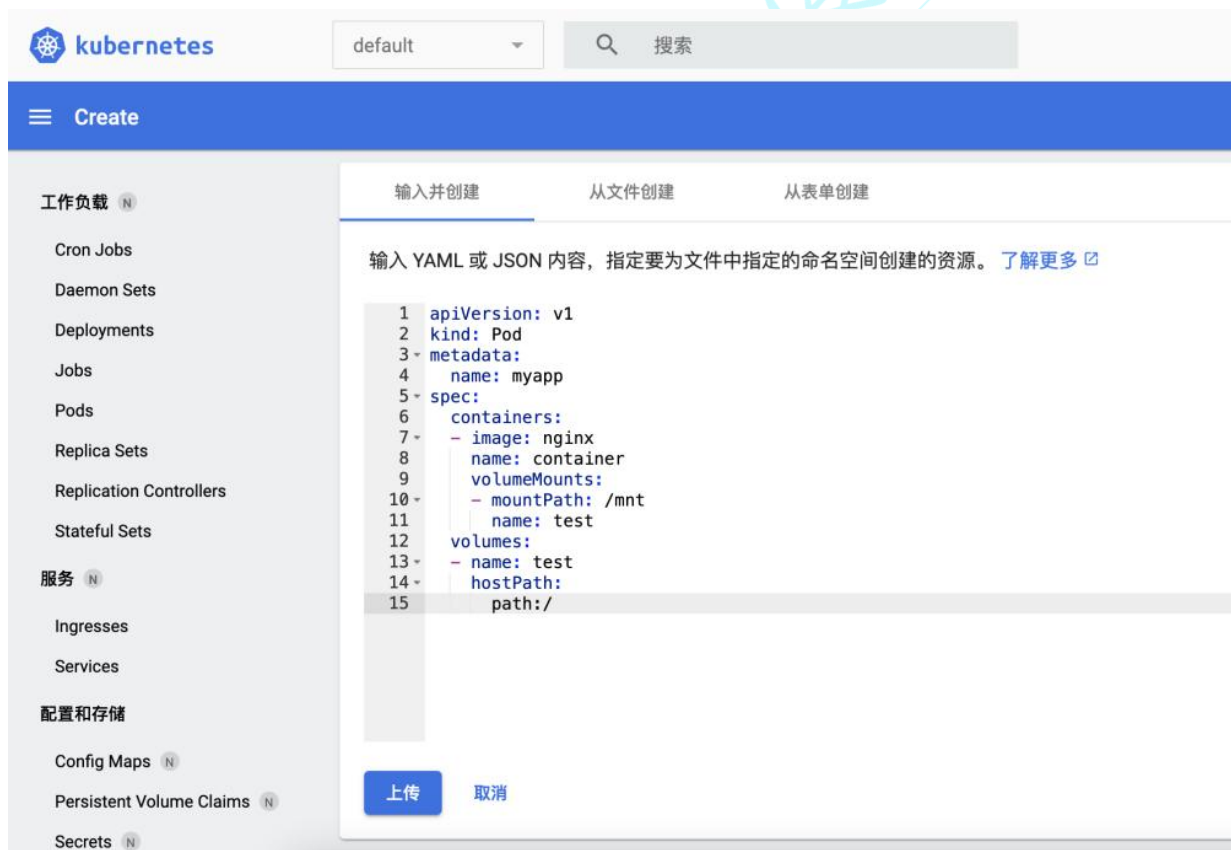 kubernetes
default
搜索
Create
工作负载 N
Cron Jobs
Daemon Sets
Deployments
Jobs
Pods
Replica Sets
Replication Controllers
Stateful Sets
服务 N
Ingresses
Services
配置和存储
Config Maps N
Persistent Volume Claims N
Secrets N
输入并创建 从文件创建 从表单创建
输入 YAML 或 JSON 内容，指定要为文件中指定的命名空间创建的资源。 了解更多
1 apiVersion: v1
2 kind: Pod
3 metadata:
4 name: myapp
5 spec:
6 containers:
7 - image: nginx
8 name: container
9 volumeMounts:
10 - mountPath: /mnt
11 name: test
12 volumes:
13 - name: test
14 hostPath:
15 path:/
上传 取消